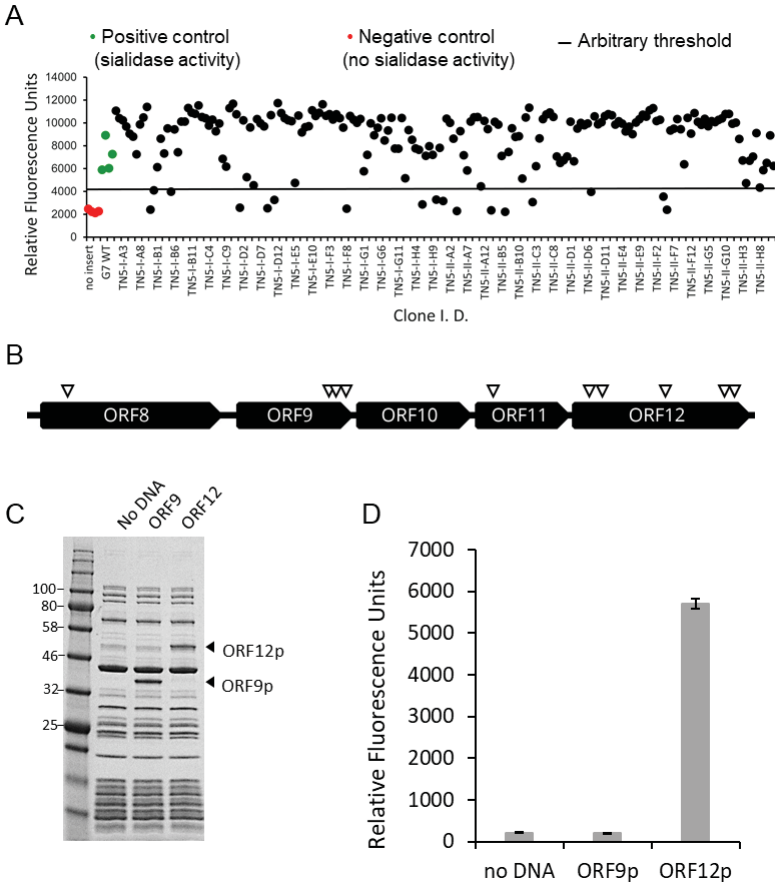 A
• Positive control
(sialidase activity)
• Negative control
(no sialidase activity)
— Arbitrary threshold
Relative Fluorescence Units
14000
12000
10000
8000
6000
4000
2000
0
no insert
G7 WT
TN5-I-A3
TN5-I-A8
TN5-I-B1
TN5-I-B6
TN5-I-B11
TN5-I-C4
TN5-I-C9
TN5-I-D2
TN5-I-D7
TN5-I-D12
TN5-I-E5
TN5-I-E10
TN5-I-F3
TN5-I-F8
TN5-I-G1
TN5-I-G6
TN5-I-G11
TN5-I-H4
TN5-I-H9
TN5-II-A2
TN5-II-A7
TN5-II-A12
TN5-II-B5
TN5-II-B10
TN5-II-C3
TN5-II-C8
TN5-II-D1
TN5-II-D6
TN5-II-D11
TN5-II-E4
TN5-II-E9
TN5-II-F2
TN5-II-F7
TN5-II-F12
TN5-II-G5
TN5-II-G10
TN5-II-H3
TN5-II-H8
Clone I. D.
B
ORF8
ORF9
ORF10
ORF11
ORF12
C
No DNA
ORF9
ORF12
100
80
58
46
32
25
ORF12p
ORF9p
D
Relative Fluorescence Units
7000
6000
5000
4000
3000
2000
1000
0
no DNA
ORF9p
ORF12p